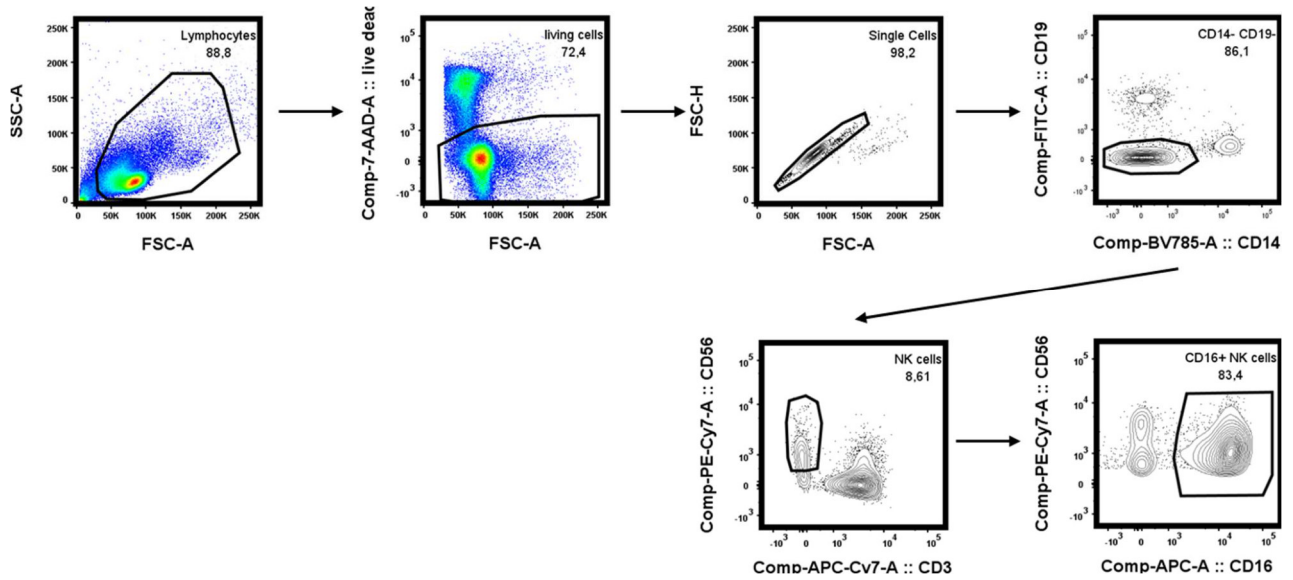 Lymphocytes
88,8
250K
200K
150K
100K
50K
0
SSC-A
0
50K
100K
150K
200K
250K
FSC-A
living cells
72,4
10^5
10^4
10^3
0
-10^3
Comp-7-AAD-A :: live dead
50K
100K
150K
200K
250K
FSC-A
Single Cells
98,2
250K
200K
150K
100K
50K
0
FSC-H
0
50K
100K
150K
200K
250K
FSC-A
CD14- CD19-
86,1
10^5
10^4
10^3
0
-10^3
Comp-FITC-A :: CD19
-10^3
0
10^3
10^4
10^5
Comp-BV785-A :: CD14
NK cells
8,61
10^5
10^4
10^3
0
-10^3
Comp-PE-Cy7-A :: CD56
-10^3
0
10^3
10^4
10^5
Comp-APC-Cy7-A :: CD3
CD16+ NK cells
83,4
10^5
10^4
10^3
0
-10^3
Comp-PE-Cy7-A :: CD56
-10^3
0
10^3
10^4
10^5
Comp-APC-A :: CD16